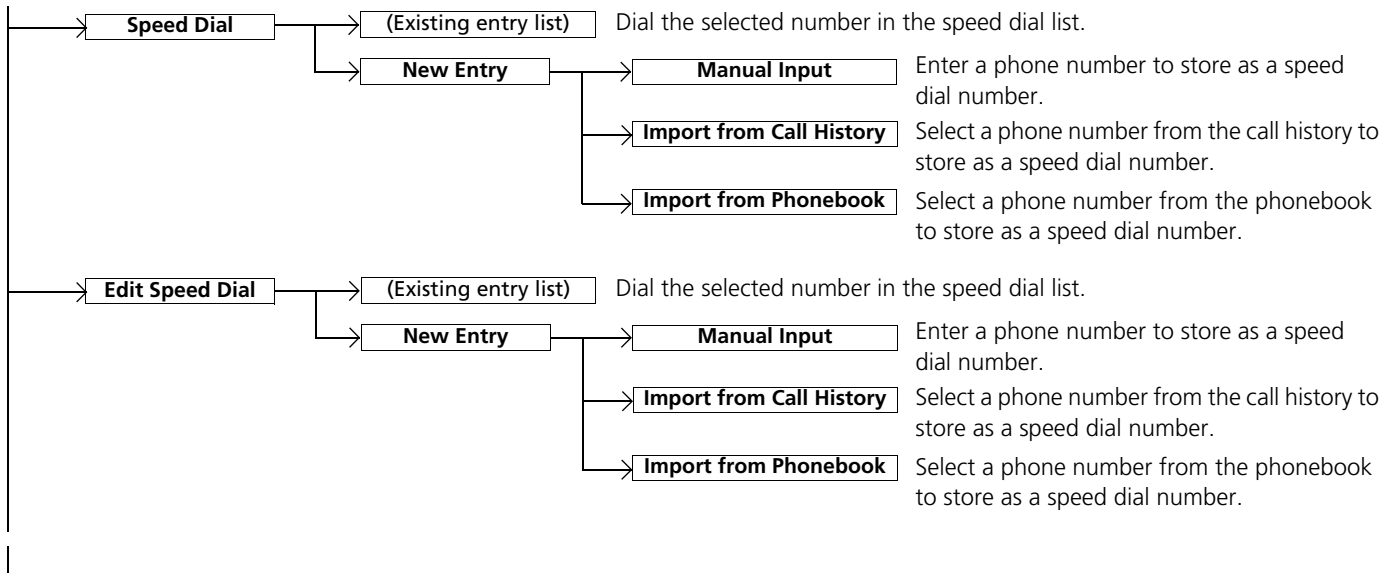 Speed Dial (Existing entry list) Dial the selected number in the speed dial list.
New Entry Manual Input Enter a phone number to store as a speed
dial number.
Import from Call History Select a phone number from the call history to
store as a speed dial number.
Import from Phonebook Select a phone number from the phonebook
to store as a speed dial number.
Edit Speed Dial (Existing entry list) Dial the selected number in the speed dial list.
New Entry Manual Input Enter a phone number to store as a speed
dial number.
Import from Call History Select a phone number from the call history to
store as a speed dial number.
Import from Phonebook Select a phone number from the phonebook
to store as a speed dial number.